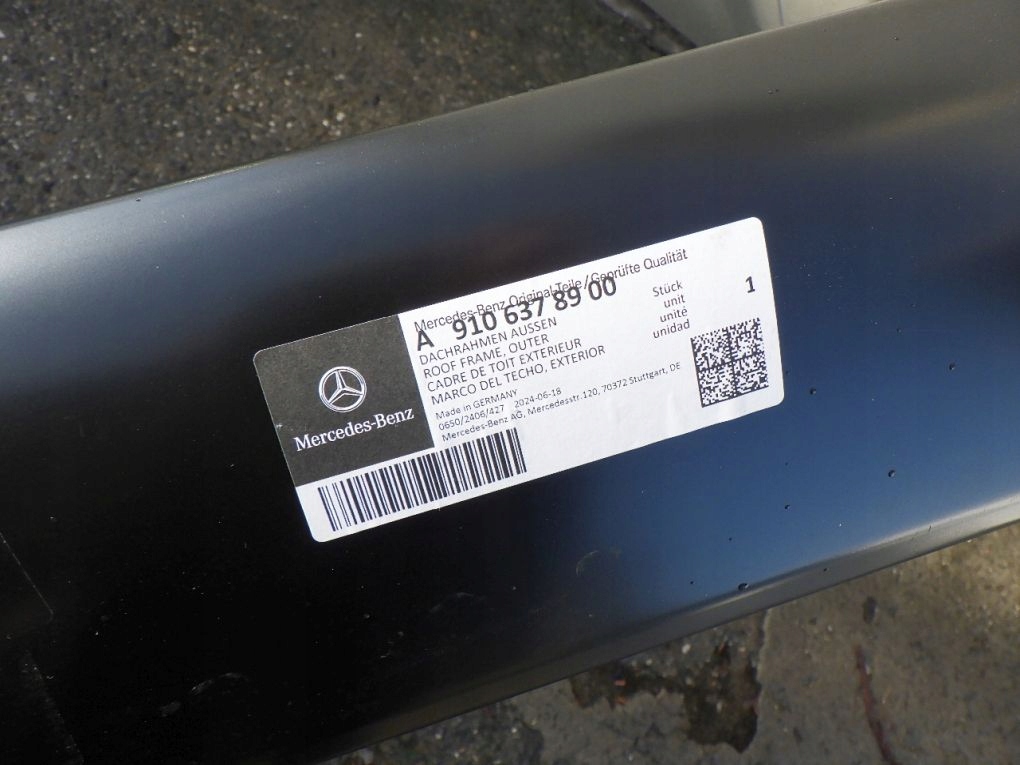 Mercedes-Benz Original-Teile/Geprüfte Qualität
A 910 637 89 00
DACHRAHMEN AUSSEN
ROOF FRAME, OUTER
CADRE DE TOIT EXTERIEUR
MARCO DEL TECHO, EXTERIOR
Stück
unit
unité
unidad
1
Made in GERMANY
0650/2406/427 2024-06-18
Mercedes-Benz AG, Mercedesstr.120, 70372 Stuttgart, DE
Mercedes-Benz